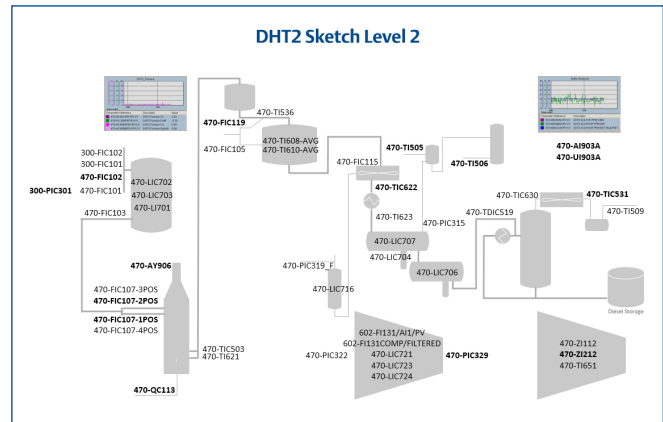 DHT2 Sketch Level 2
470-TI536
470-FIC119
470-FIC105
470-TI608-AVG
470-TI610-AVG
470-TI505
470-TI506
470-AI903A
470-UI903A
300-FIC102
300-FIC101
470-FIC102
300-PIC301
470-FIC101
470-FIC103
470-LIC702
470-LIC703
470-LI701
470-FIC115
470-TIC622
470-TI623
470-PIC315
470-LIC707
470-LIC704
470-LIC706
470-TIC630
470-TIC531
470-TDIC519
470-TI509
470-AY906
470-PIC319_F
470-LIC716
470-FIC107-3POS
470-FIC107-2POS
470-FIC107-1POS
470-FIC107-4POS
Diesel Storage
470-TIC503
470-TI621
470-PIC322
602-FI131/AI1/PV
602-FI131COMP/FILTERED
470-LIC721
470-LIC723
470-LIC724
470-PIC329
470-ZI112
470-ZI212
470-TI651
470-QC113